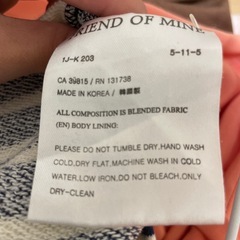 FRIEND OF MINE
1J-K 203 5-11-5
CA 39815 / RN 131738
MADE IN KOREA / 韓國製
ALL COMPOSITION IS BLENDED FABRIC
(EN) BODY LINING:
PLEASE DO NOT TUMBLE DRY.HAND WASH
COLD.DRY FLAT.MACHINE WASH IN COLD
WATER,LOW IRON,DO NOT BLEACH,ONLY
DRY-CLEAN